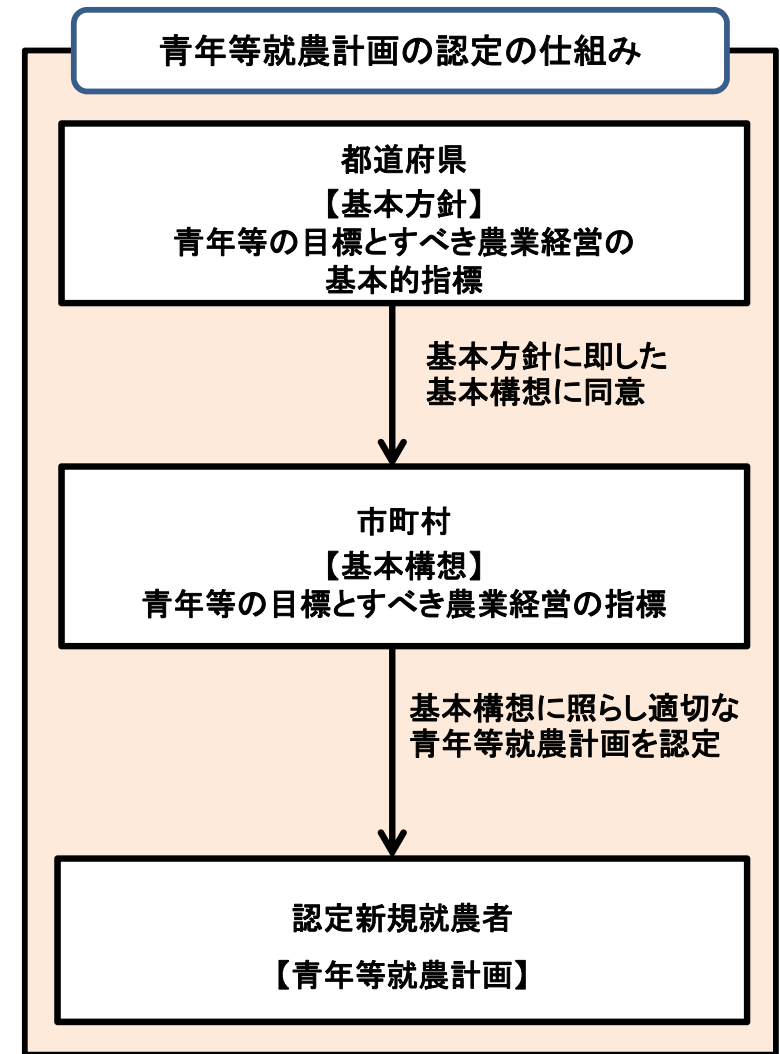 青年等就農計画の認定の仕組み
都道府県
【基本方針】
青年等の目標とすべき農業経営の
基本的指標
基本方針に即した
基本構想に同意
市町村
【基本構想】
青年等の目標とすべき農業経営の指標
基本構想に照らし適切な
青年等就農計画を認定
認定新規就農者
【青年等就農計画】